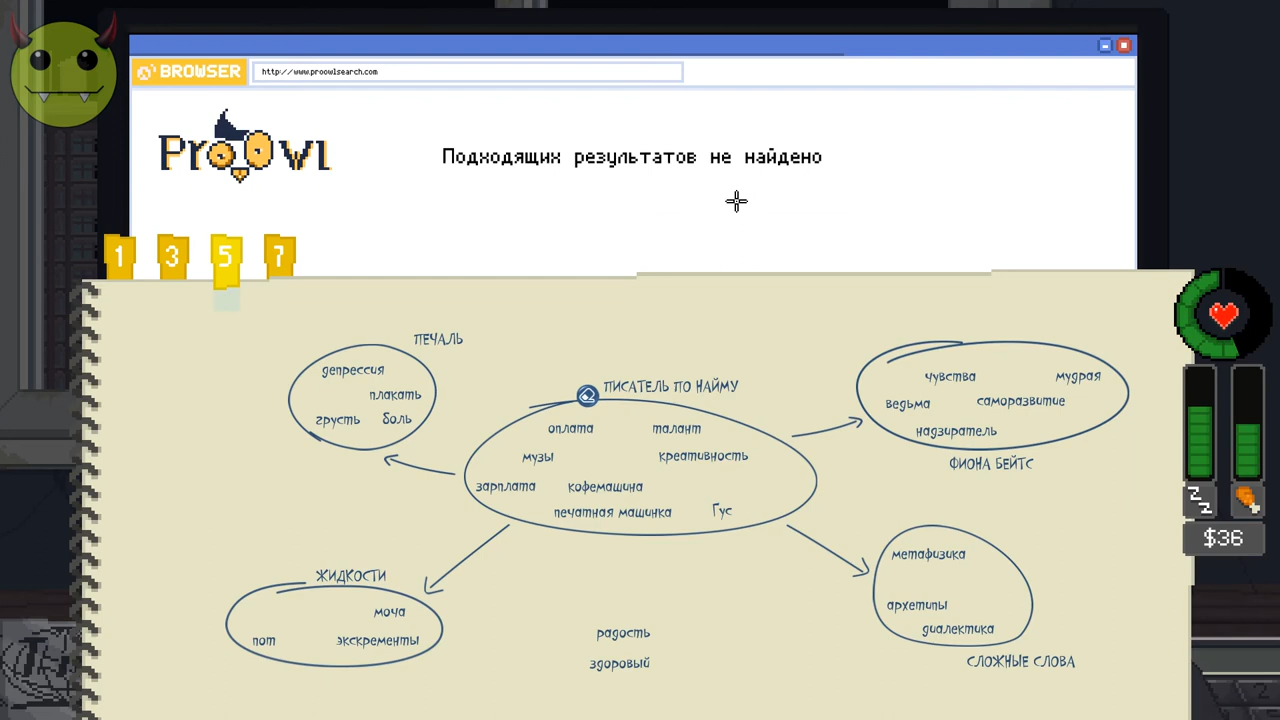 BROWSER
http://www.proowlsearch.com
PrOOwl
Подходящих результатов не найдено
1 3 5 7
ПЕЧАЛЬ
депрессия
плакать
грусть боль
ПИСАТЕЛЬ ПО НАЙМУ
оплата талант
музы креативность
зарплата кофемашина
печатная машинка Гус
чувства мудрая
ведьма саморазвитие
надзиратель
ФИОНА БЕЙТС
ЖИДКОСТИ
моча
пот экскременты
радость
здоровый
метафизика
архетипы
диалектика
СЛОЖНЫЕ СЛОВА
$36